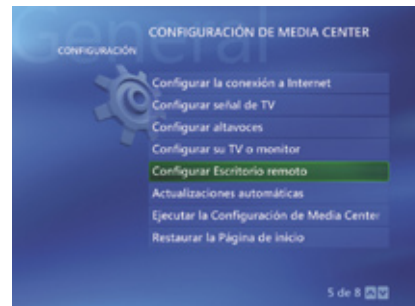 General
CONFIGURACIÓN DE MEDIA CENTER
CONFIGURACIÓN
Configurar la conexión a Internet
Configurar señal de TV
Configurar altavoces
Configurar su TV o monitor
Configurar Escritorio remoto
Actualizaciones automáticas
Ejecutar la Configuración de Media Center
Restaurar la Página de inicio
5 de 8